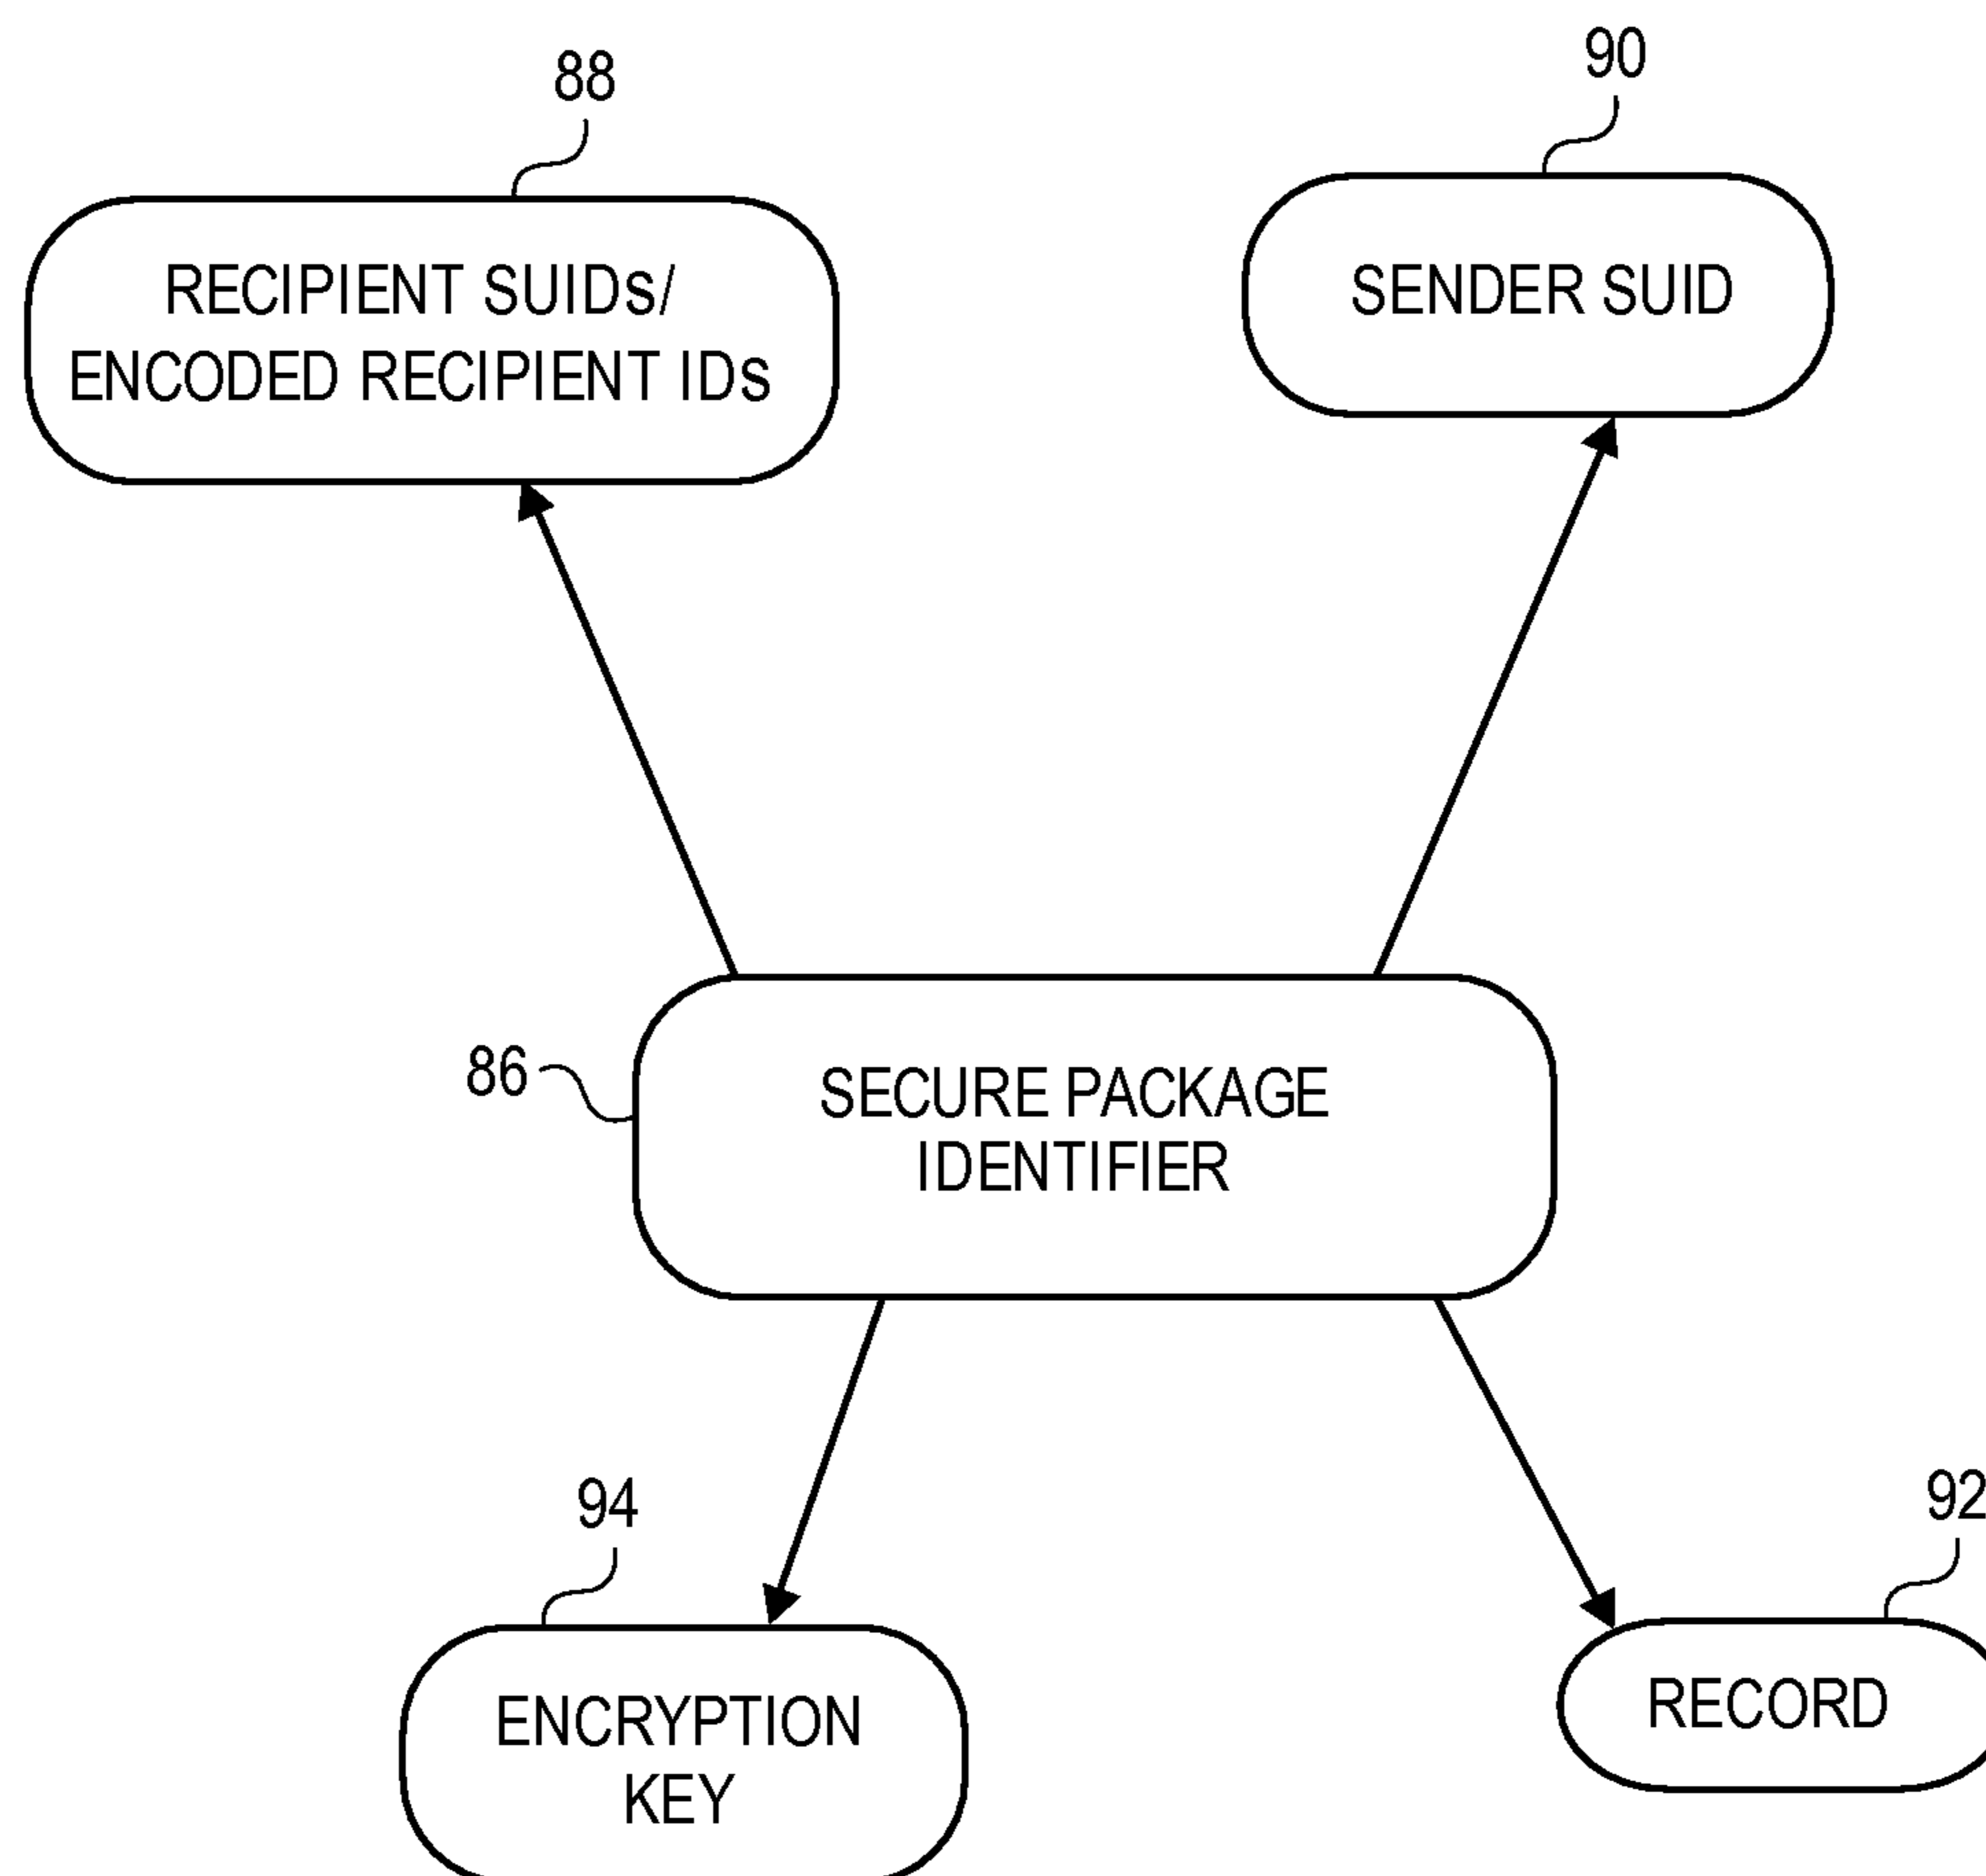 88
90
RECIPIENT SUIDs/
ENCODED RECIPIENT IDs
SENDER SUID
86
SECURE PACKAGE
IDENTIFIER
94
92
ENCRYPTION
KEY
RECORD